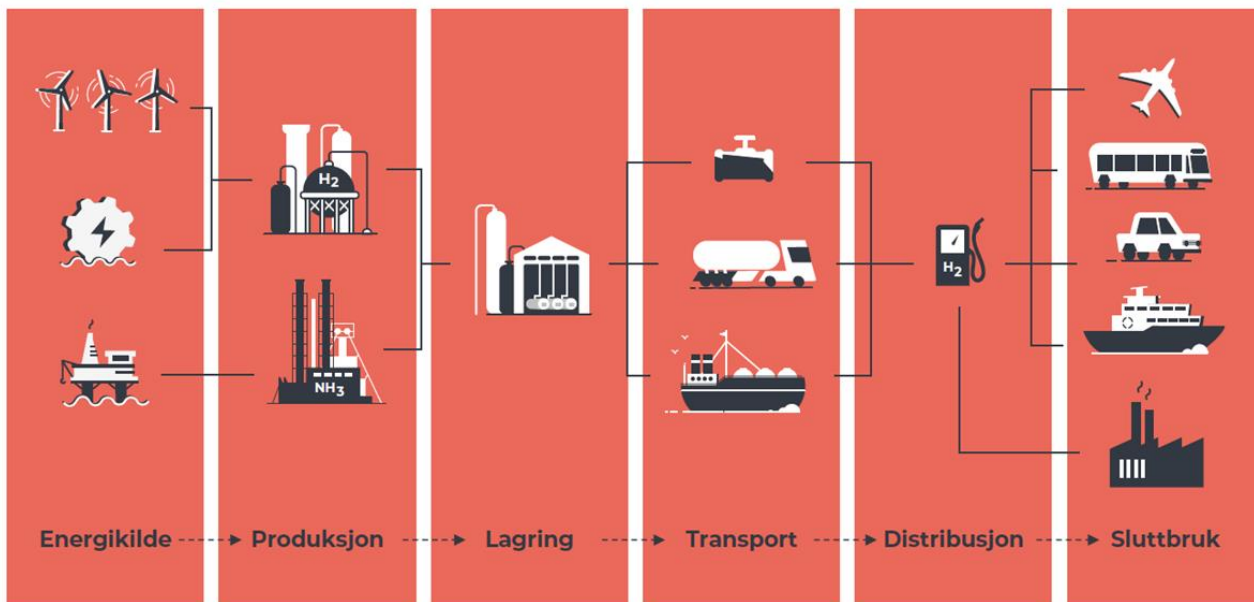 H2
NH3
H2
Energikilde
Produksjon
Lagring
Transport
Distribusjon
Sluttbruk